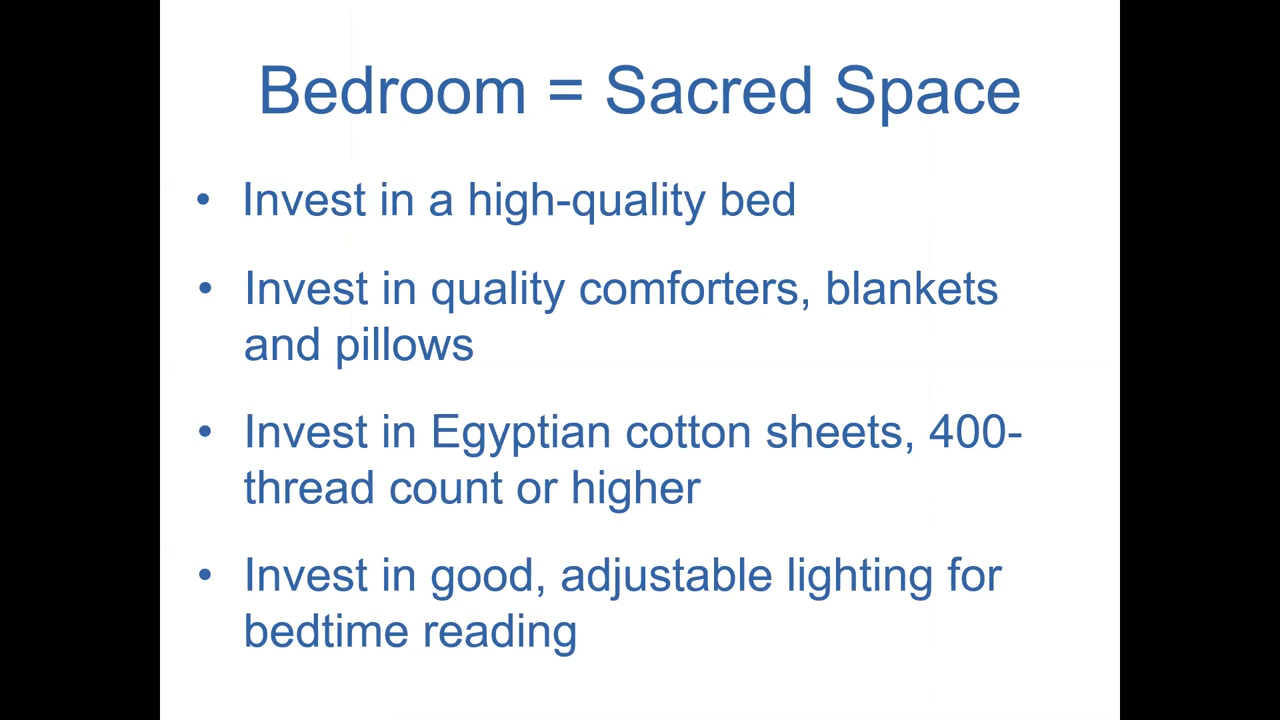 Bedroom = Sacred Space
• Invest in a high-quality bed
• Invest in quality comforters, blankets
and pillows
• Invest in Egyptian cotton sheets, 400-
thread count or higher
• Invest in good, adjustable lighting for
bedtime reading